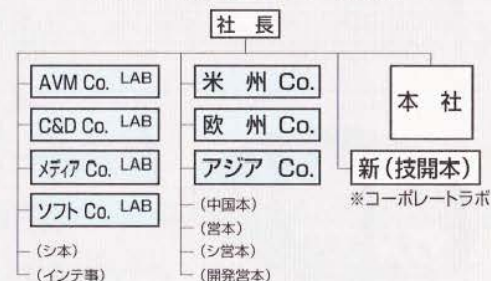 社 長
AVM Co. LAB
C&D Co. LAB
メディア Co. LAB
ソフト Co. LAB
(シ本)
(インテ事)
米 州 Co.
欧 州 Co.
アジア Co.
(中国本)
(営本)
(シ営本)
(開発営本)
本 社
新(技開本)
※コーポレートラボ